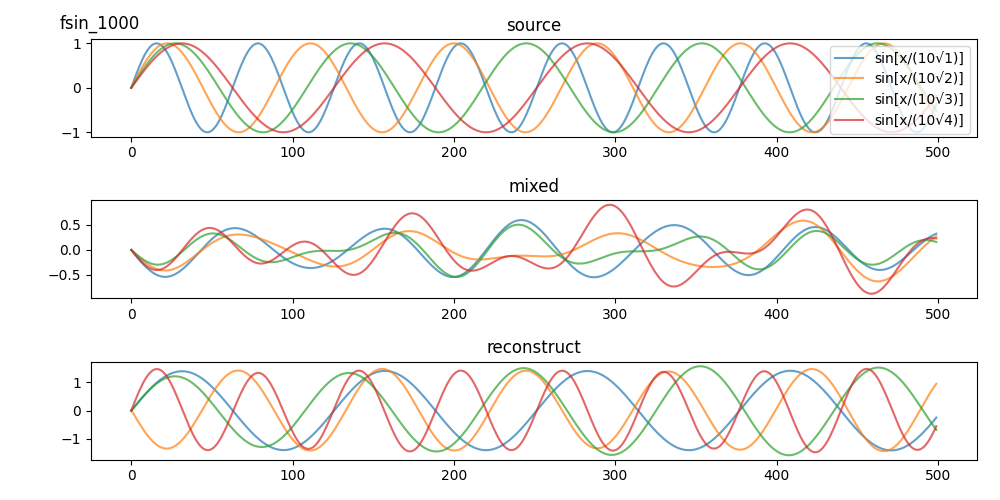 fsin_1000
source
1
0
−1
sin[x/(10√1)]
sin[x/(10√2)]
sin[x/(10√3)]
sin[x/(10√4)]
0 100 200 300 400 500
mixed
0.5
0.0
−0.5
0 100 200 300 400 500
reconstruct
1
0
−1
0 100 200 300 400 500